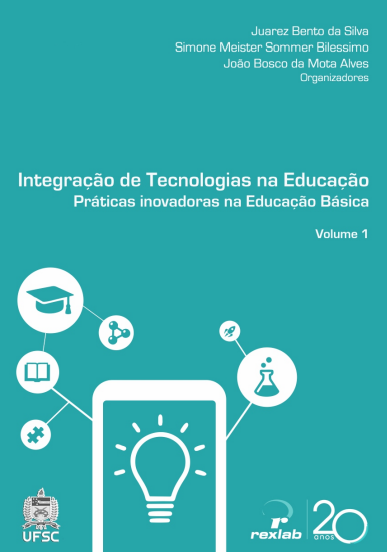 Juarez Bento da Silva
Simone Meister Sommer Bilessimo
João Bosco da Mota Alves
Organizadores
Integração de Tecnologias na Educação
Práticas inovadoras na Educação Básica
Volume 1
UFSC
rexlab
20
anos